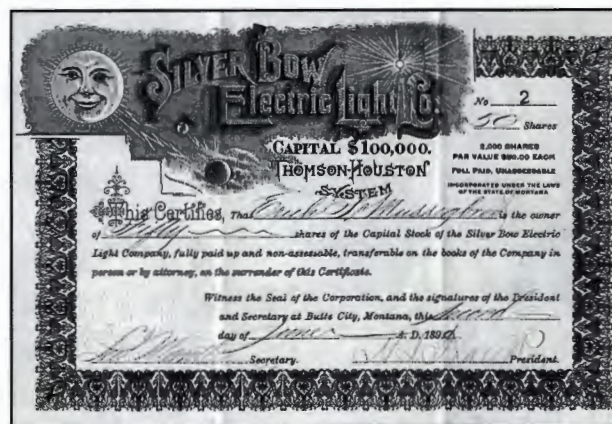 SILVER BOW
Electric Light Co.
No 2
50 Shares
CAPITAL $100,000.
THOMSON-HOUSTON
SYSTEM
2,000 SHARES
PAR VALUE $50.00 EACH
FULL PAID, UNASSESSABLE
INCORPORATED UNDER THE LAWS
OF THE STATE OF MONTANA
This Certifies, That is the owner
of Fifty shares of the Capital Stock of the Silver Bow Electric
Light Company, fully paid up and non-assessable, transferable on the books of the Company in
person or by attorney, on the surrender of this Certificate.
Witness the Seal of the Corporation, and the signatures of the President
and Secretary at Butte City, Montana, this Second
day of June A. D. 189
Secretary. President.